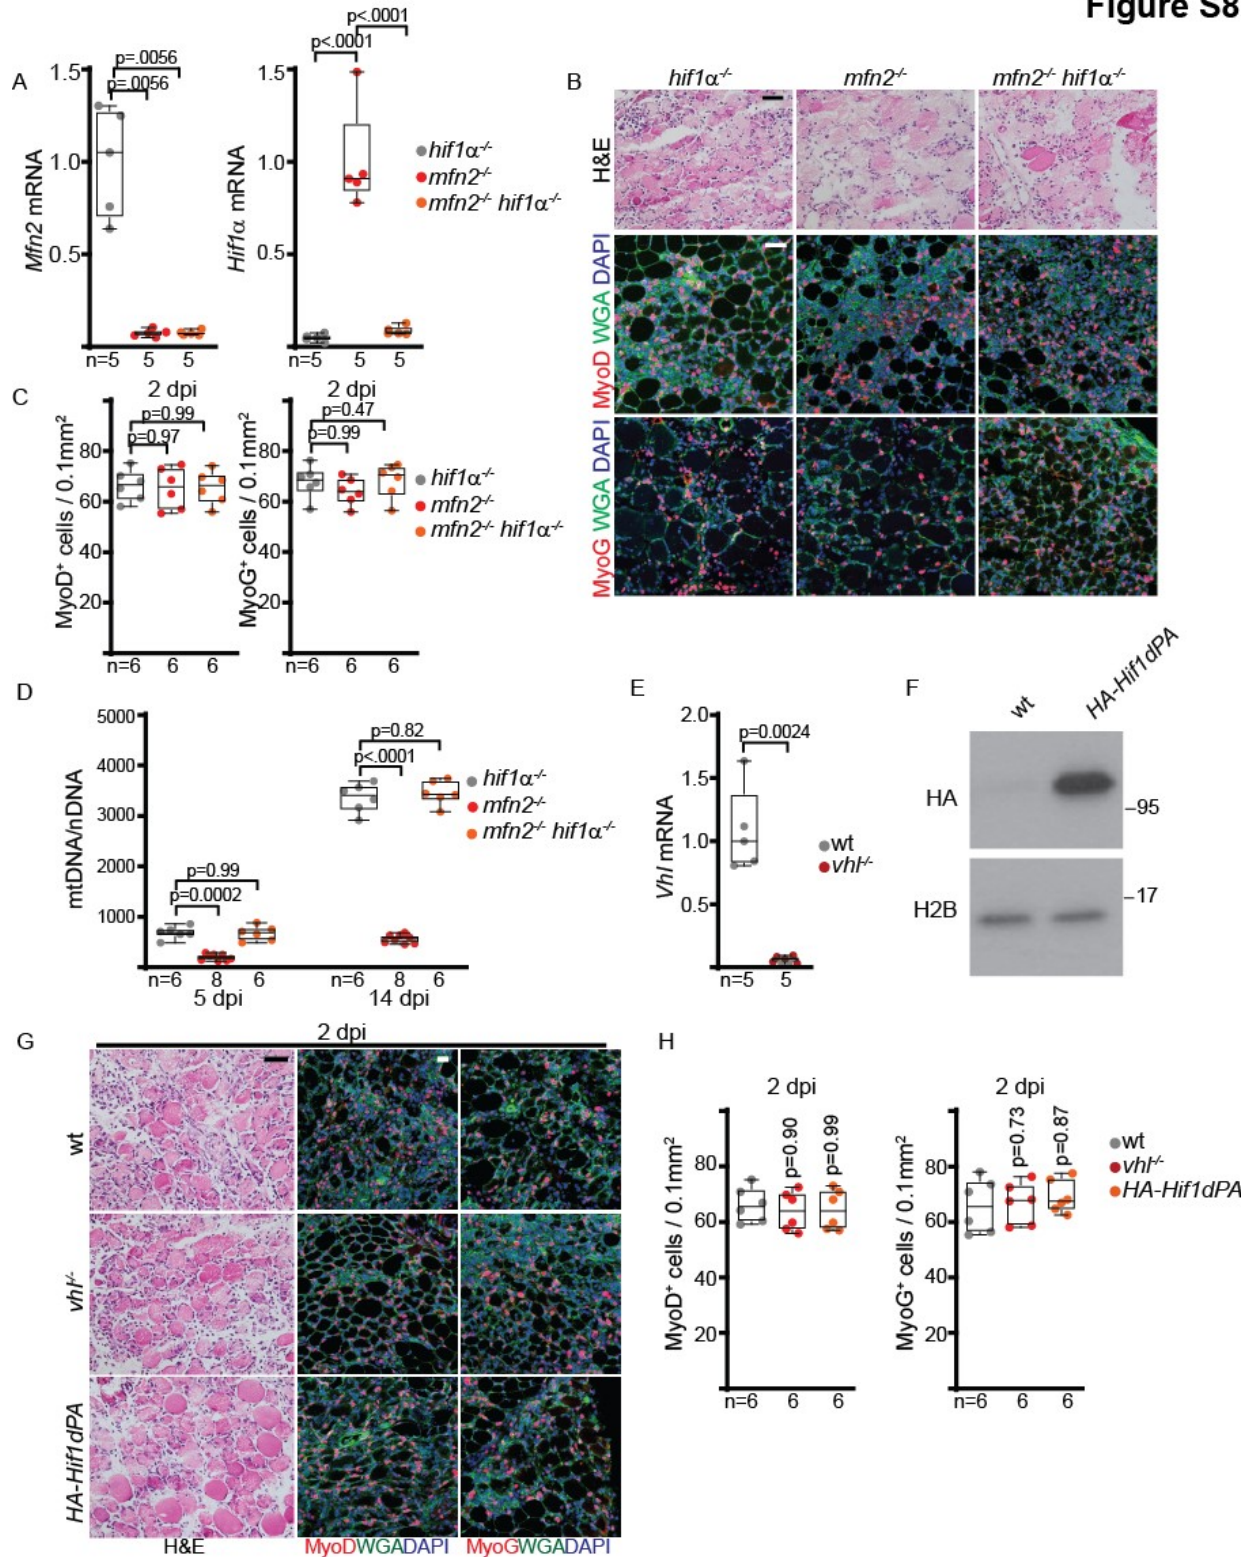 Figure S8
A
p=.0056
p=.0056
1.5
1.0
0.5
Mfn2 mRNA
n=5
5
5
p<.0001
p<.0001
1.5
1.0
0.5
Hif1α mRNA
n=5
5
5
hif1α-/-
mfn2-/-
mfn2-/- hif1α-/-
B
hif1α-/-
mfn2-/-
mfn2-/- hif1α-/-
H&E
MyoD WGA DAPI
MyoG WGA DAPI
C
2 dpi
p=0.99
p=0.97
80
60
40
20
MyoD+ cells / 0.1mm2
n=6
6
6
2 dpi
p=0.47
p=0.99
80
60
40
20
MyoG+ cells / 0.1mm2
n=6
6
6
hif1α-/-
mfn2-/-
mfn2-/- hif1α-/-
D
5000
4000
3000
2000
1000
mtDNA/nDNA
p=0.99
p=0.0002
p=0.82
p<.0001
n=6
8
6
5 dpi
n=6
8
6
14 dpi
hif1α-/-
mfn2-/-
mfn2-/- hif1α-/-
E
2.0
1.5
1.0
0.5
Vhl mRNA
p=0.0024
n=5
5
wt
vhl-/-
F
wt
HA-Hif1dPA
HA
–95
H2B
–17
G
2 dpi
wt
vhl-/-
HA-Hif1dPA
H&E
MyoDWGADAPI
MyoGWGADAPI
H
2 dpi
p=0.90
p=0.99
80
60
40
20
MyoD+ cells / 0.1mm2
n=6
6
6
2 dpi
p=0.73
p=0.87
80
60
40
20
MyoG+ cells / 0.1mm2
n=6
6
6
wt
vhl-/-
HA-Hif1dPA